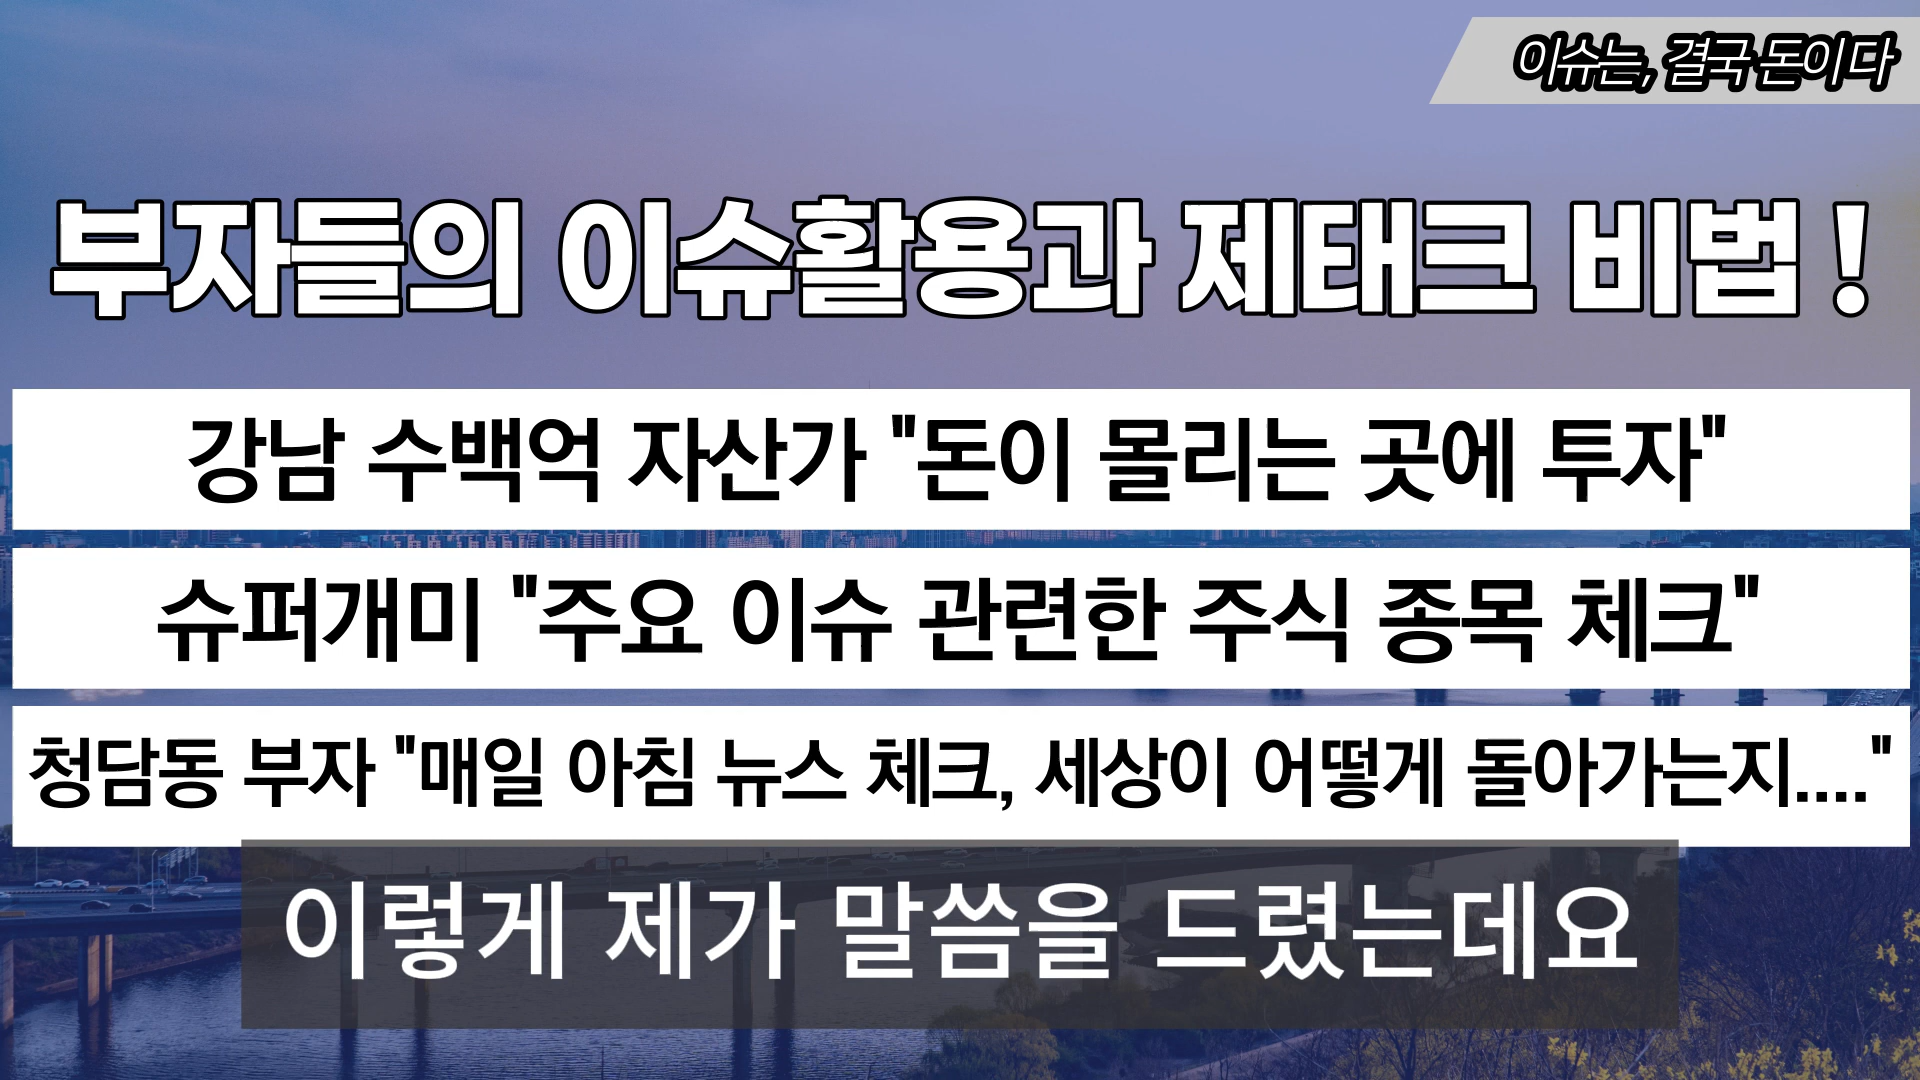 이슈는, 결국 돈이다
부자들의 이슈활용과 제태크 비법 !
강남 수백억 자산가 "돈이 몰리는 곳에 투자"
슈퍼개미 "주요 이슈 관련한 주식 종목 체크"
청담동 부자 "매일 아침 뉴스 체크, 세상이 어떻게 돌아가는지...."
이렇게 제가 말씀을 드렸는데요